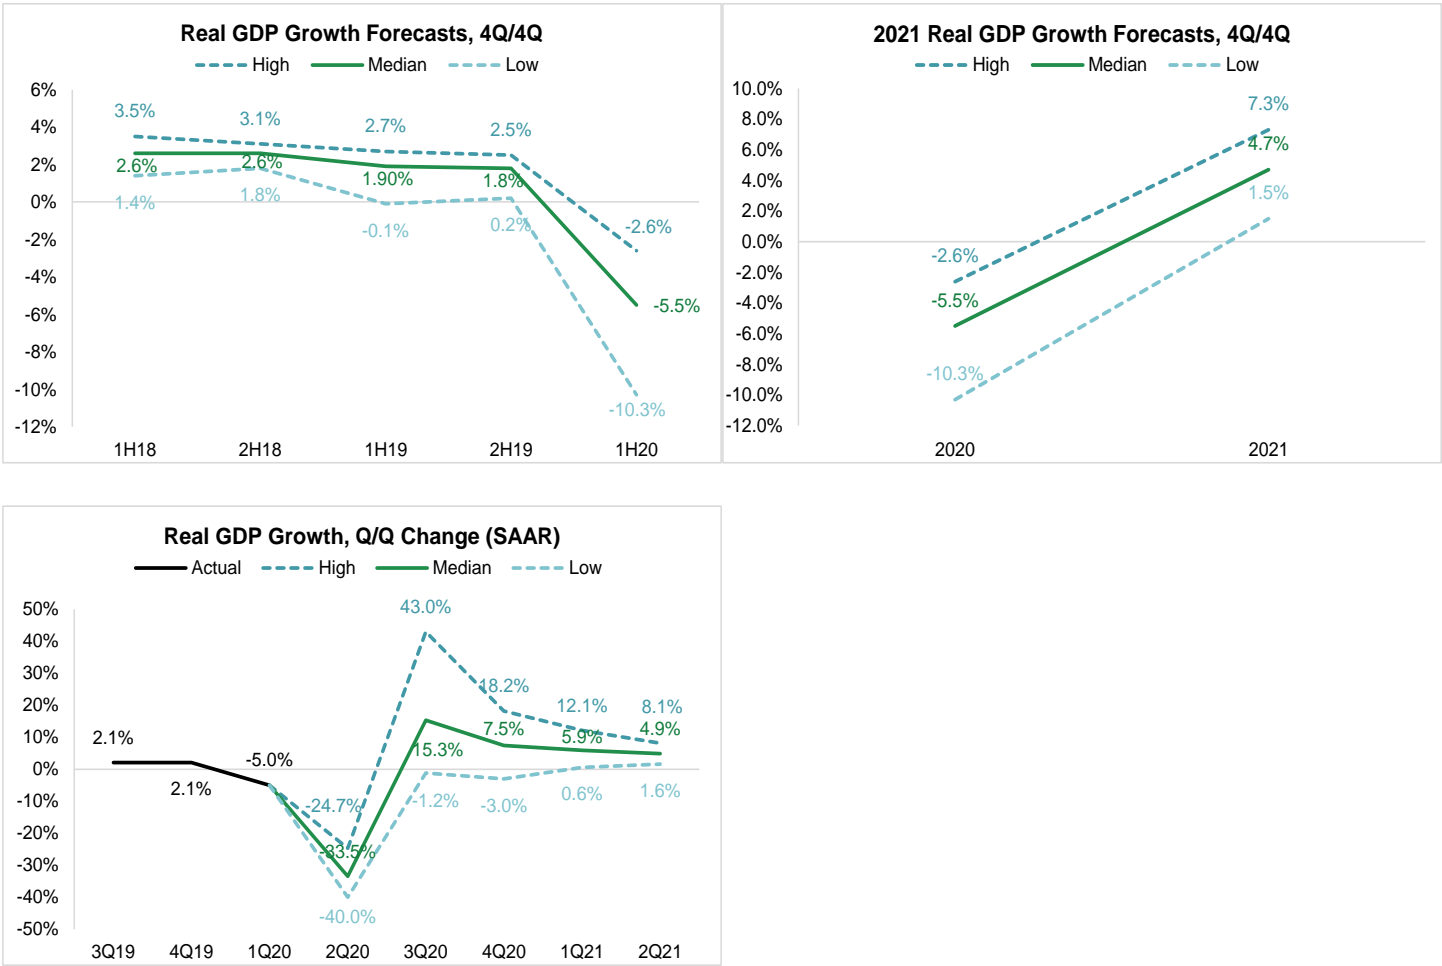 Real GDP Growth Forecasts, 4Q/4Q
High Median Low
6%
4%
2%
0%
-2%
-4%
-6%
-8%
-10%
-12%
3.5% 3.1% 2.7% 2.5% -2.6%
2.6% 2.6% 1.90% 1.8% -5.5%
1.4% 1.8% -0.1% 0.2% -10.3%
1H18 2H18 1H19 2H19 1H20
2021 Real GDP Growth Forecasts, 4Q/4Q
High Median Low
10.0%
8.0%
6.0%
4.0%
2.0%
0.0%
-2.0%
-4.0%
-6.0%
-8.0%
-10.0%
-12.0%
-2.6% 7.3%
-5.5% 4.7%
-10.3% 1.5%
2020 2021
Real GDP Growth, Q/Q Change (SAAR)
Actual High Median Low
50%
40%
30%
20%
10%
0%
-10%
-20%
-30%
-40%
-50%
2.1% 2.1% -5.0%
-24.7% 43.0% 18.2% 12.1% 8.1%
-33.5% 15.3% 7.5% 5.9% 4.9%
-40.0% -1.2% -3.0% 0.6% 1.6%
3Q19 4Q19 1Q20 2Q20 3Q20 4Q20 1Q21 2Q21